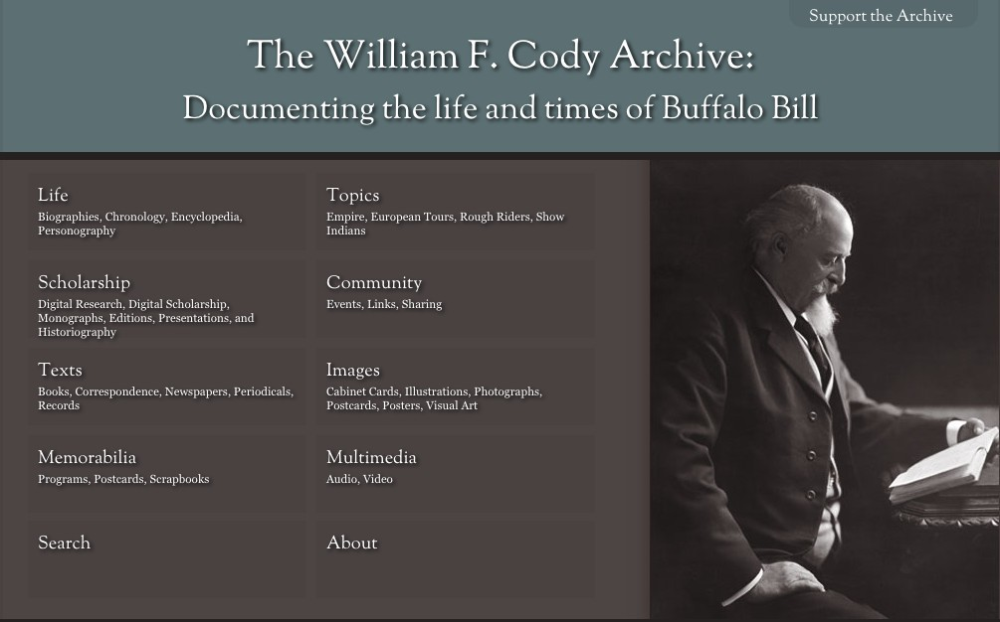 Support the Archive
The William F. Cody Archive:
Documenting the life and times of Buffalo Bill
Life
Biographies, Chronology, Encyclopedia,
Personography
Topics
Empire, European Tours, Rough Riders, Show
Indians
Scholarship
Digital Research, Digital Scholarship,
Monographs, Editions, Presentations, and
Historiography
Community
Events, Links, Sharing
Texts
Books, Correspondence, Newspapers, Periodicals,
Records
Images
Cabinet Cards, Illustrations, Photographs,
Postcards, Posters, Visual Art
Memorabilia
Programs, Postcards, Scrapbooks
Multimedia
Audio, Video
Search
About